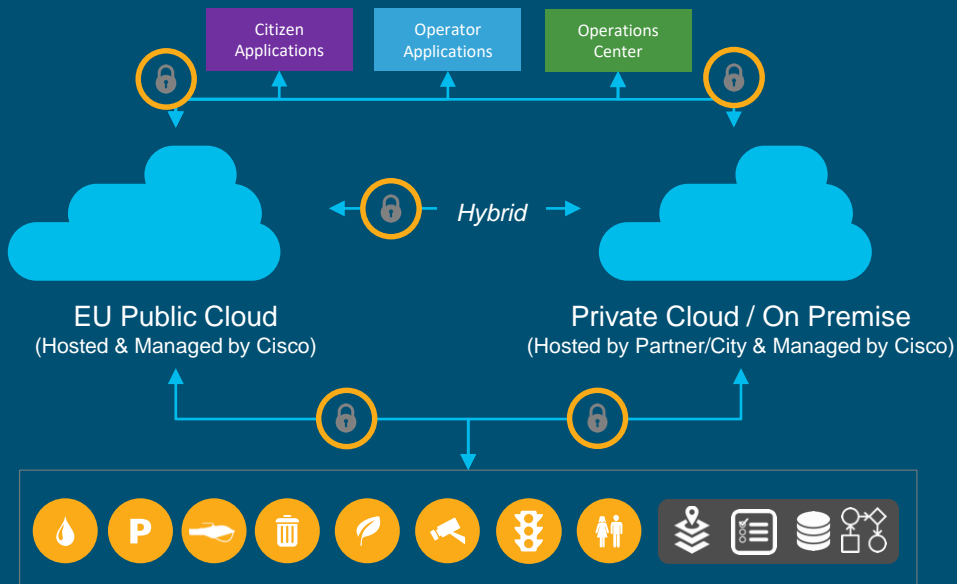 Citizen
Applications
Operator
Applications
Operations
Center
Hybrid
EU Public Cloud
(Hosted & Managed by Cisco)
Private Cloud / On Premise
(Hosted by Partner/City & Managed by Cisco)
P